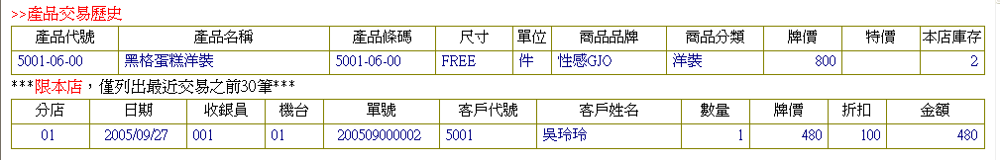 >>產品交易歷史
產品代號 產品名稱 產品條碼 尺寸 單位 商品品牌 商品分類 牌價 特價 本店庫存
5001-06-00 黑格蛋糕洋裝 5001-06-00 FREE 件 性感GJO 洋裝 800 2
***限本店，僅列出最近交易之前30筆***
分店 日期 收銀員 機台 單號 客戶代號 客戶姓名 數量 牌價 折扣 金額
01 2005/09/27 001 01 200509000002 5001 吳玲玲 1 480 100 480